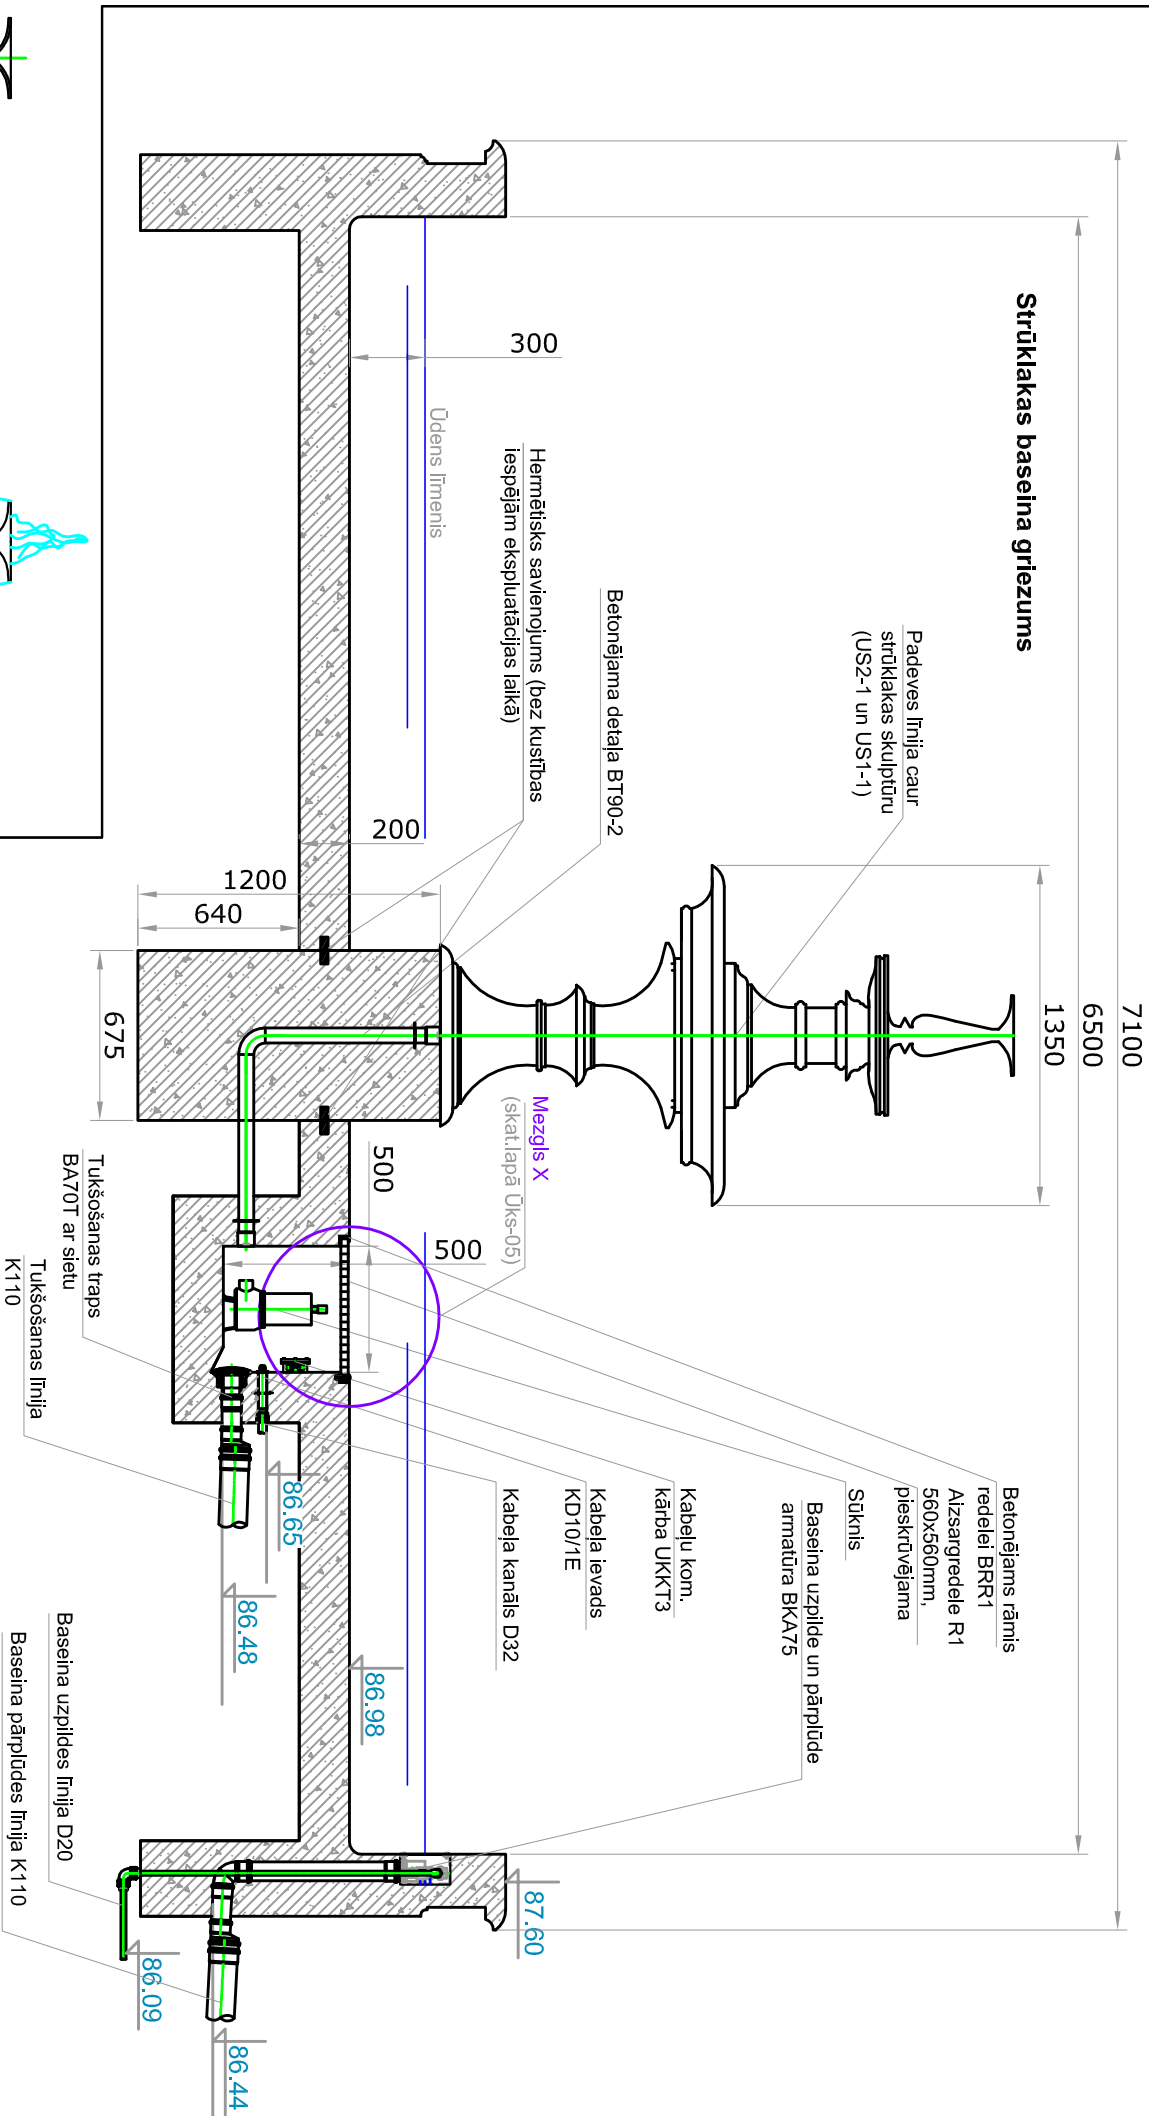 7100
6500
1350
Strūklakas baseina griezums
Padeves līnija caur
strūklakas skulptūru
(US2-1 un US1-1)
Betonējama detaļa BT90-2
Hermētisks savienojums (bez kustības
iespējām ekspluatācijas laikā)
300
Ūdens līmenis
200
1200
640
675
500
500
Mezgls X
(skat.lapā Ūks-05)
Betonējams rāmis
redelei BRR1
Aizsargredele R1
560x560mm,
pieskrūvējama
Sūknis
Baseina uzpilde un pārplūde
armatūra BKA75
Kabeļu kom.
kārba UKKT3
Kabeļa ievads
KD10/1E
Kabeļa kanāls D32
Tukšošanas traps
BA70T ar sietu
Tukšošanas līnija
K110
87.60
86.98
86.65
86.48
86.09
86.44
Baseina uzpildes līnija D20
Baseina pārplūdes līnija K110